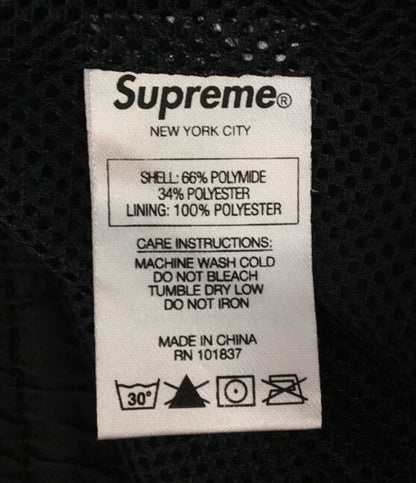 Supreme®
NEW YORK CITY
SHELL: 66% POLYMIDE
34% POLYESTER
LINING: 100% POLYESTER
CARE INSTRUCTIONS:
MACHINE WASH COLD
DO NOT BLEACH
TUMBLE DRY LOW
DO NOT IRON
MADE IN CHINA
RN 101837
30°